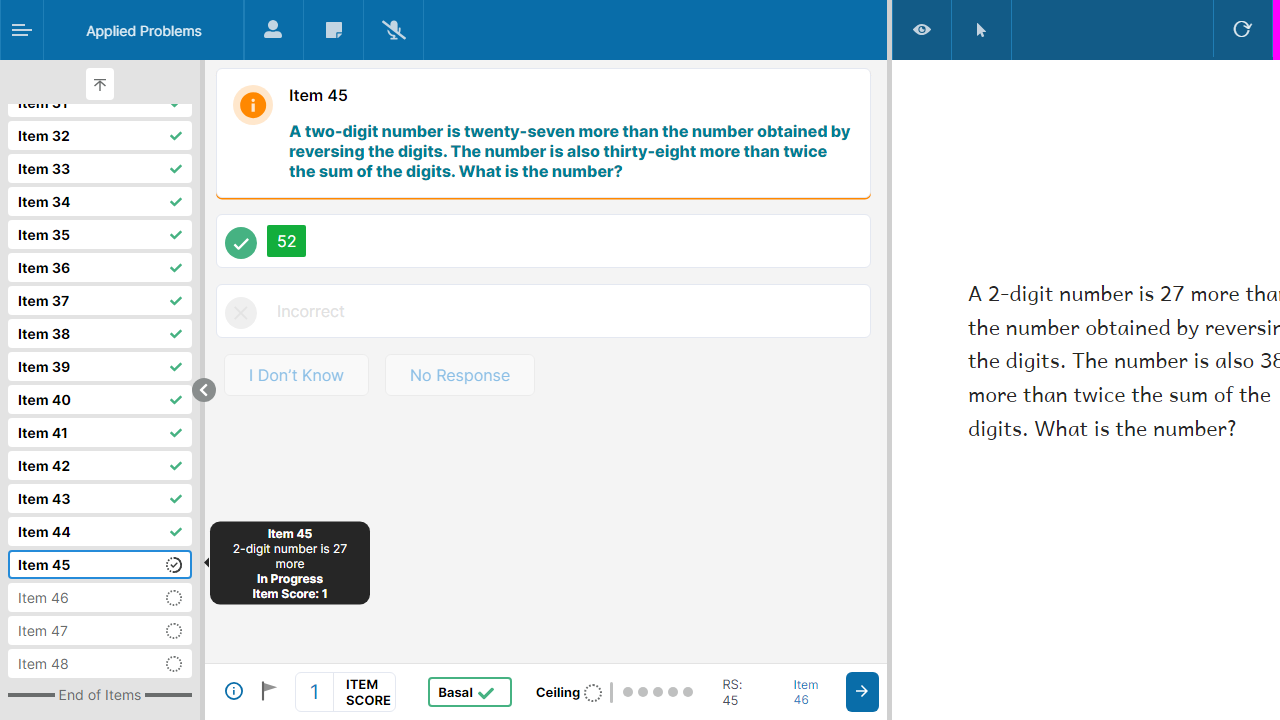 Applied Problems
Item 32
Item 33
Item 34
Item 35
Item 36
Item 37
Item 38
Item 39
Item 40
Item 41
Item 42
Item 43
Item 44
Item 45
Item 46
Item 47
Item 48
End of Items
Item 45
A two-digit number is twenty-seven more than the number obtained by
reversing the digits. The number is also thirty-eight more than twice
the sum of the digits. What is the number?
52
Incorrect
I Don't Know
No Response
Item 45
2-digit number is 27
more
In Progress
Item Score: 1
1
ITEM
SCORE
Basal
Ceiling
RS:
45
Item
46
A 2-digit number is 27 more
the number obtained by
the digits. The number is also 38
more than twice the sum of the
digits. What is the number?